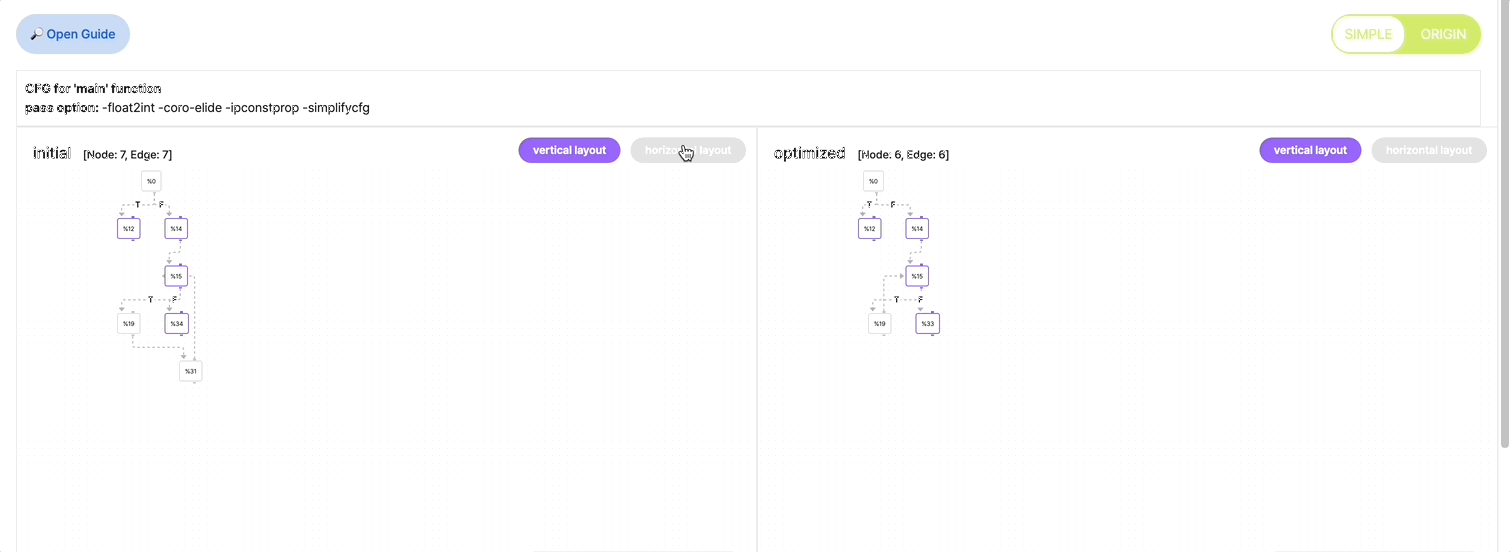 🔎 Open Guide
SIMPLE ORIGIN
CFG for 'main' function
pass option: -float2int -coro-elide -ipconstprop -simplifycfg
initial [Node: 7, Edge: 7] vertical layout horizontal layout
%0
T F
%12 %14
%15
T F
%19 %34
%31
optimized [Node: 6, Edge: 6] vertical layout horizontal layout
%0
T F
%12 %14
%15
T F
%19 %33